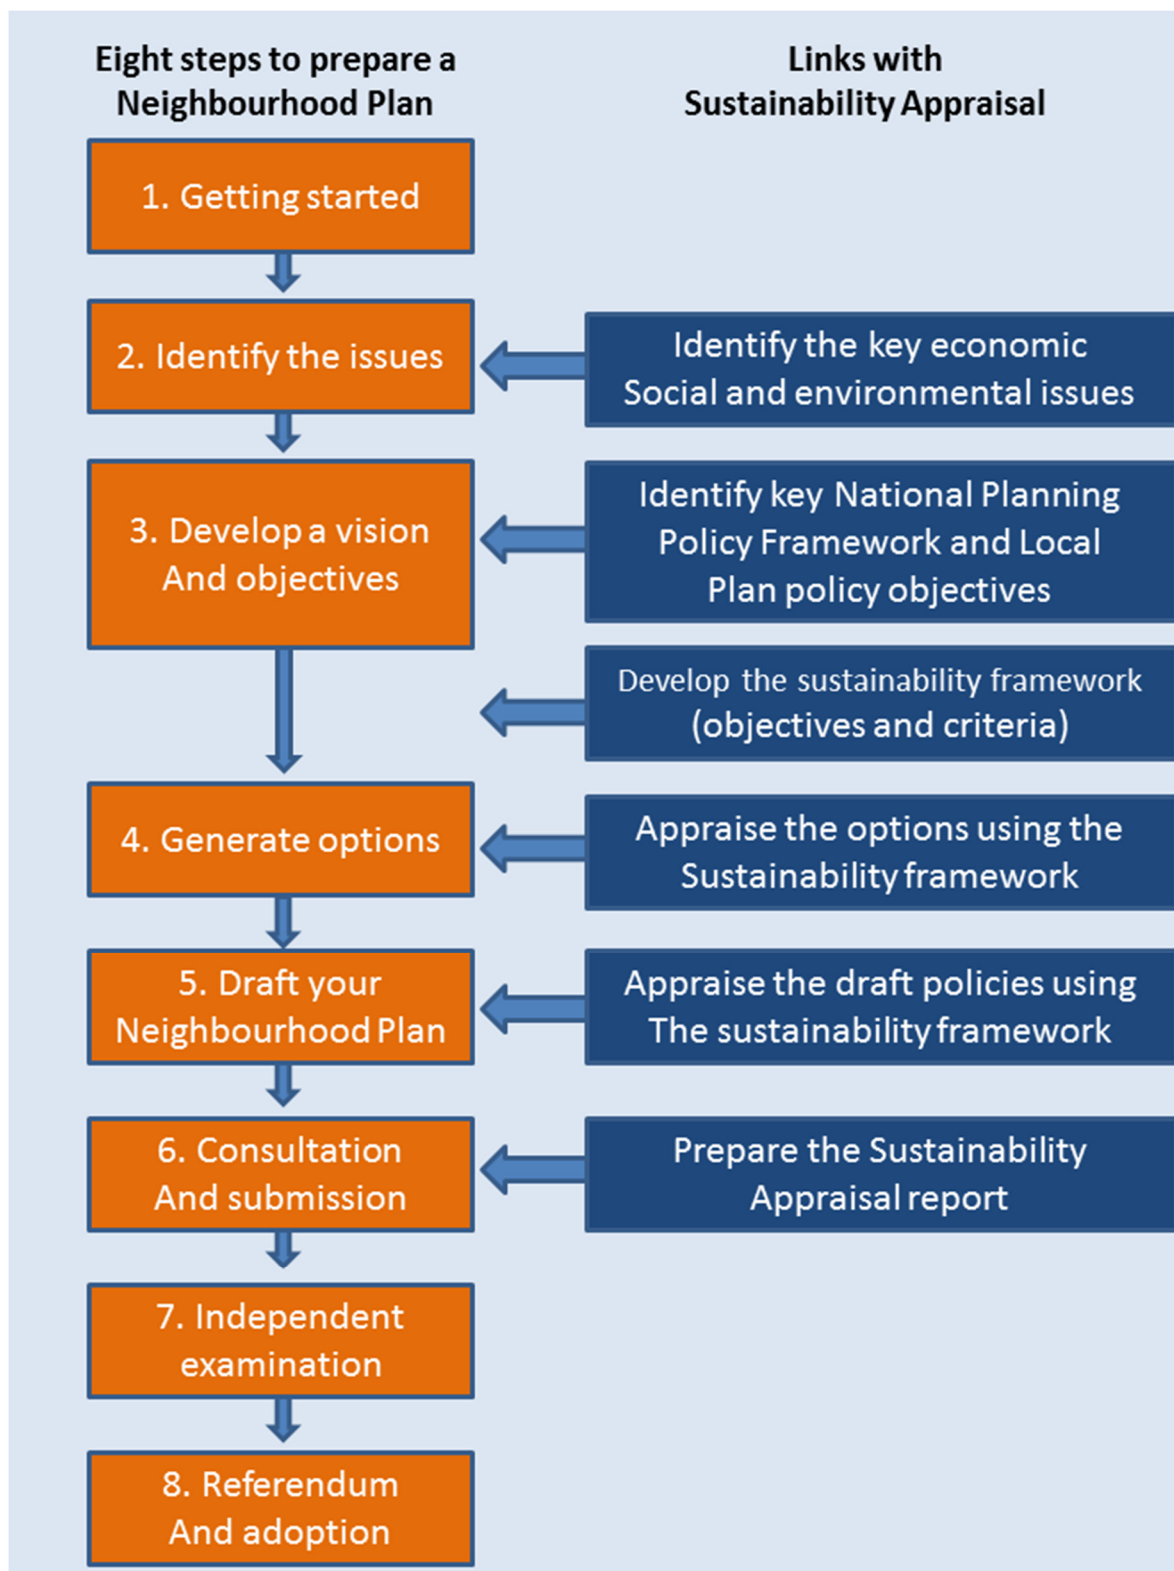 Eight steps to prepare a
Neighbourhood Plan
Links with
Sustainability Appraisal
1. Getting started
2. Identify the issues
Identify the key economic
Social and environmental issues
3. Develop a vision
And objectives
Identify key National Planning
Policy Framework and Local
Plan policy objectives
Develop the sustainability framework
(objectives and criteria)
4. Generate options
Appraise the options using the
Sustainability framework
5. Draft your
Neighbourhood Plan
Appraise the draft policies using
The sustainability framework
6. Consultation
And submission
Prepare the Sustainability
Appraisal report
7. Independent
examination
8. Referendum
And adoption